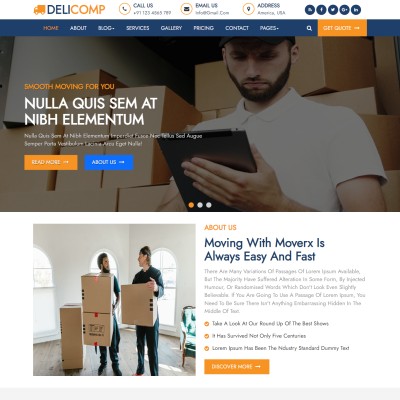 DELICOMP
CALL US
+91 123 4569 789
EMAIL US
Info@Gmail.Com
ADDRESS
America, USA
HOME ABOUT BLOG SERVICES GALLERY PRICING CONTACT PAGES
GET QUOTE →
SMOOTH MOVING FOR YOU
NULLA QUIS SEM AT
NIBH ELEMENTUM
Nulla Quis Sem At Nibh Elementum Imperdiet Fusce Nec Tellus Sed Augue
Semper Porta Vestibulum Lacinia Arcu Eget Nulla!
READ MORE →
ABOUT US →
ABOUT US
Moving With Moverx Is
Always Easy And Fast
There Are Many Variations Of Passages Of Lorem Ipsum Available,
But The Majority Have Suffered Alteration In Some Form, By Injected
Humour, Or Randomised Words Which Don't Look Even Slightly
Believable. If You Are Going To Use A Passage Of Lorem Ipsum, You
Need To Be Sure There Isn't Anything Embarrassing Hidden In The
Middle Of Text.
Take A Look At Our Round Up Of The Best Shows
It Has Survived Not Only Five Centuries
Lorem Ipsum Has Been The Ndustry Standard Dummy Text
DISCOVER MORE →